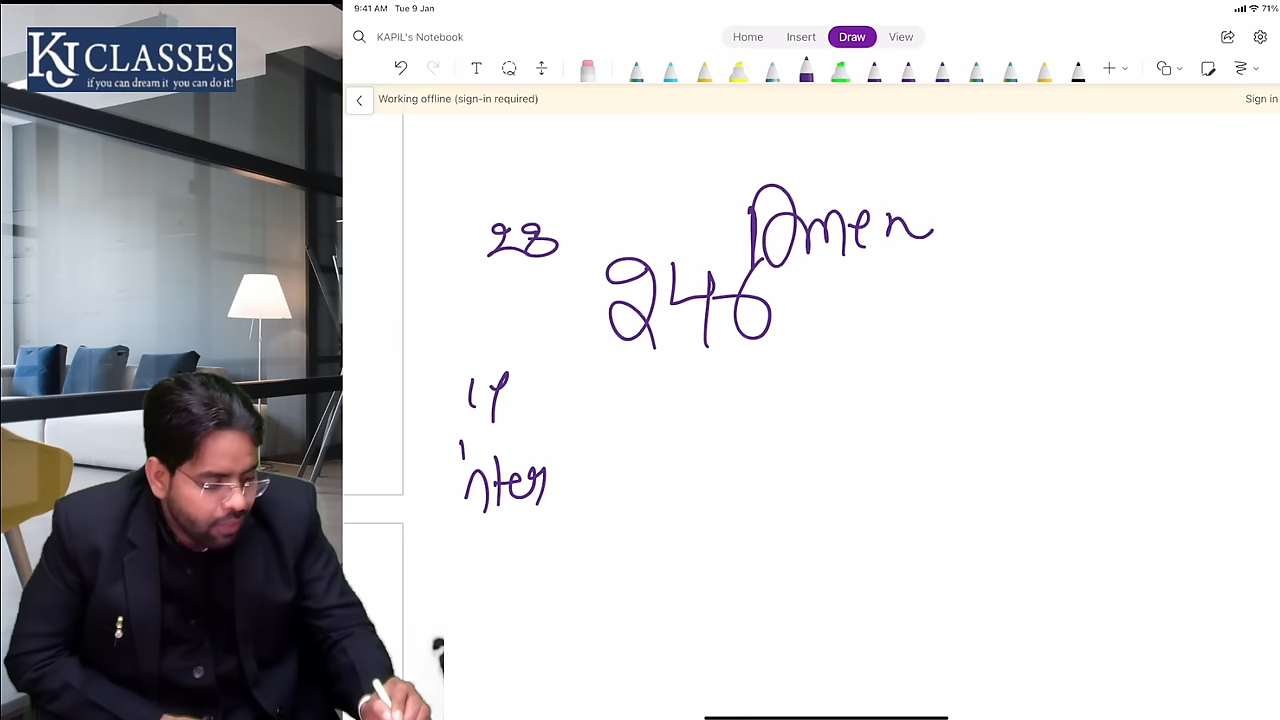 9:41 AM Tue 9 Jan 71%
KJ CLASSES
if you can dream it you can do it!
KAPIL's Notebook
Home Insert Draw View
Working offline (sign-in required) Sign in
Amen
23
246
if
inter